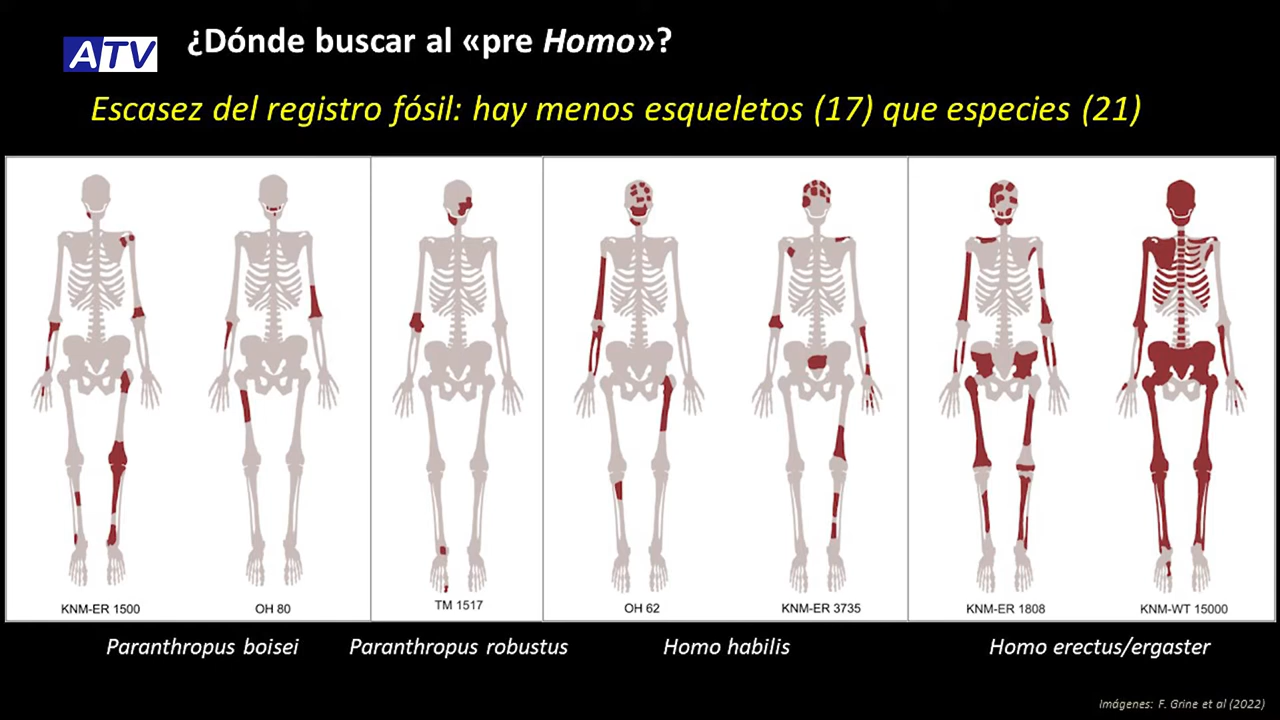 ATV
¿Dónde buscar al «pre Homo»?
Escasez del registro fósil: hay menos esqueletos (17) que especies (21)
KNM-ER 1500
OH 80
TM 1517
OH 62
KNM-ER 3735
KNM-ER 1808
KNM-WT 15000
Paranthropus boisei
Paranthropus robustus
Homo habilis
Homo erectus/ergaster
Imágenes: F. Grine et al (2022)